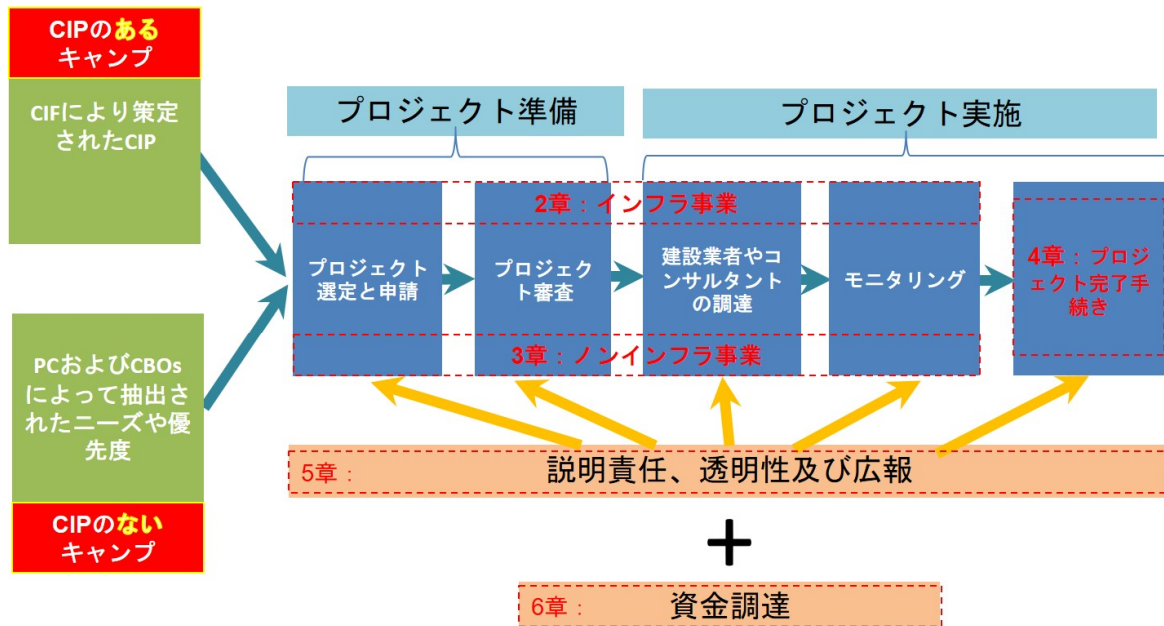 CIPのある
キャンプ
CIFにより策定
されたCIP
PCおよびCBOs
によって抽出さ
れたニーズや優
先度
CIPのない
キャンプ
プロジェクト準備
プロジェクト実施
2章：インフラ事業
プロジェクト
選定と申請
プロジェク
ト審査
建設業者やコ
ンサルタント
の調達
モニタリング
4章：プロジ
ェクト完了手
続き
3章：ノンインフラ事業
5章：
説明責任、透明性及び広報
+
6章：
資金調達